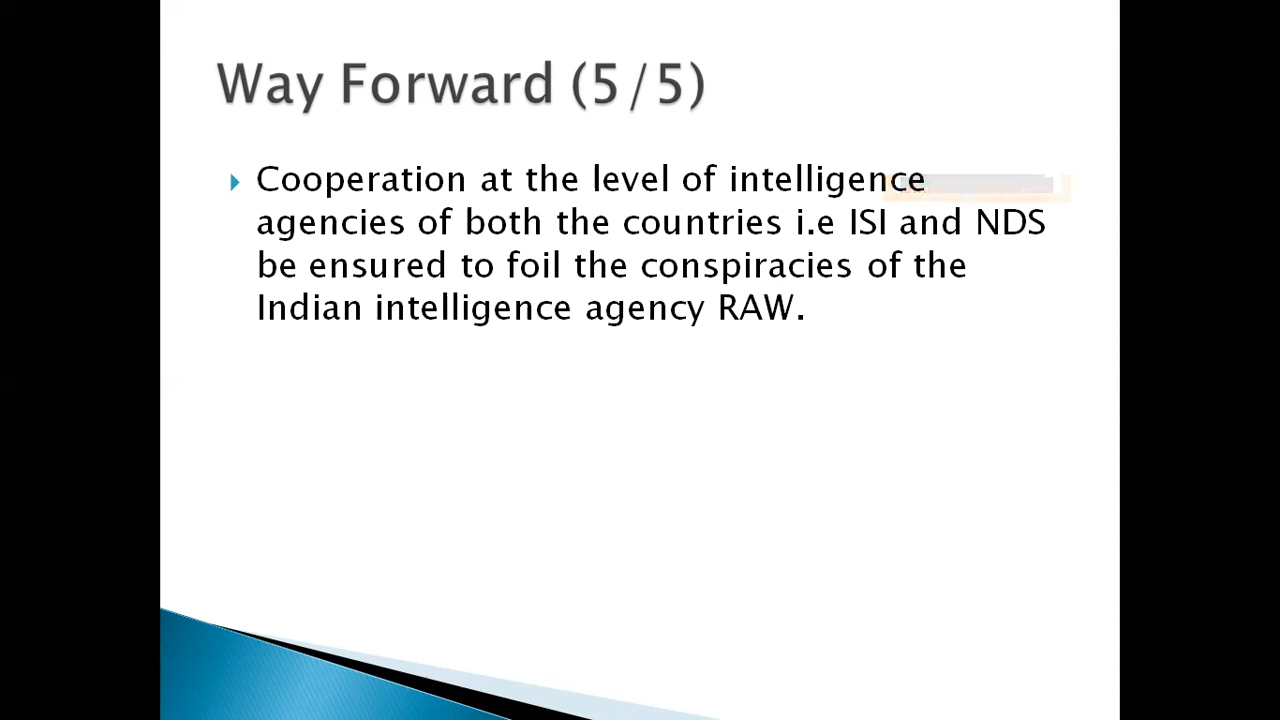 Way Forward (5/5)
Cooperation at the level of intelligence
agencies of both the countries i.e ISI and NDS
be ensured to foil the conspiracies of the
Indian intelligence agency RAW.